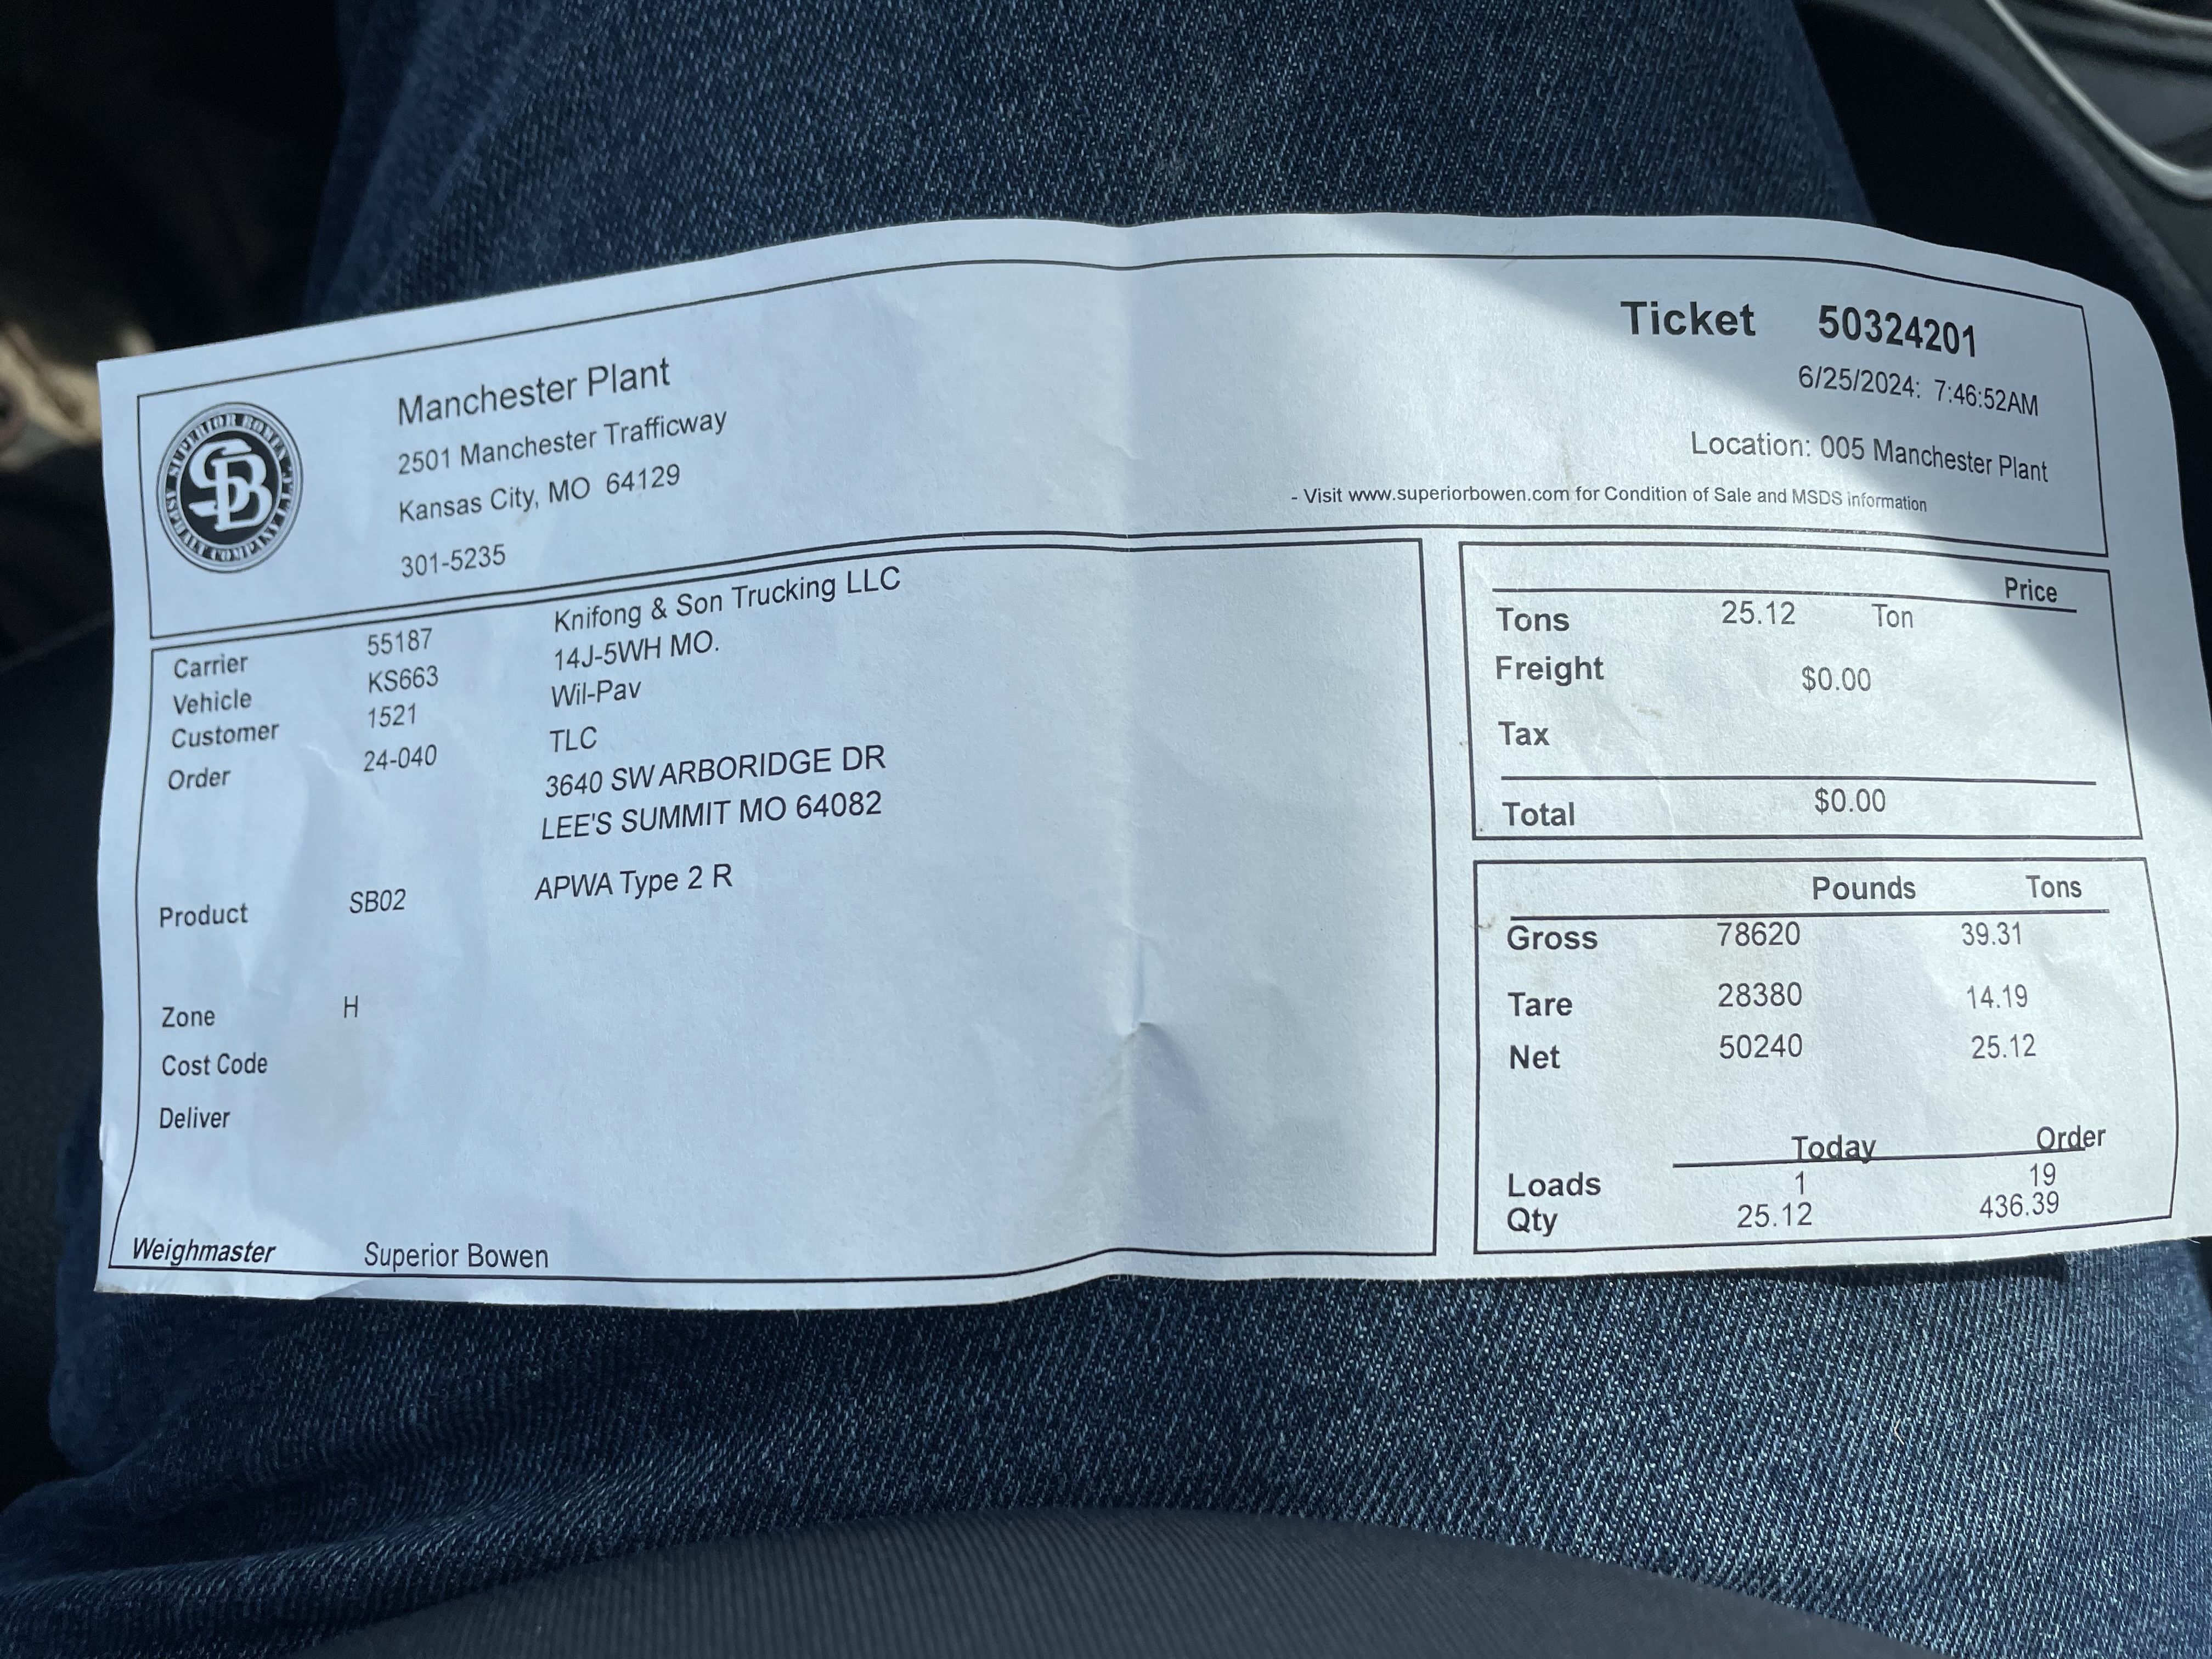 SUPERIOR BOWEN
ASPHALT COMPANY, L.L.C.
SB
Manchester Plant
2501 Manchester Trafficway
Kansas City, MO 64129
301-5235
Ticket 50324201
6/25/2024: 7:46:52AM
Location: 005 Manchester Plant
- Visit www.superiorbowen.com for Condition of Sale and MSDS information
Carrier 55187 Knifong & Son Trucking LLC
Vehicle KS663 14J-5WH MO.
Customer 1521 Wil-Pav
Order 24-040 TLC
3640 SW ARBORIDGE DR
LEE'S SUMMIT MO 64082
Product SB02 APWA Type 2 R
Zone H
Cost Code
Deliver
Weighmaster Superior Bowen
Price
Tons 25.12 Ton
Freight $0.00
Tax
Total $0.00
Pounds Tons
Gross 78620 39.31
Tare 28380 14.19
Net 50240 25.12
Today Order
Loads 1 19
Qty 25.12 436.39